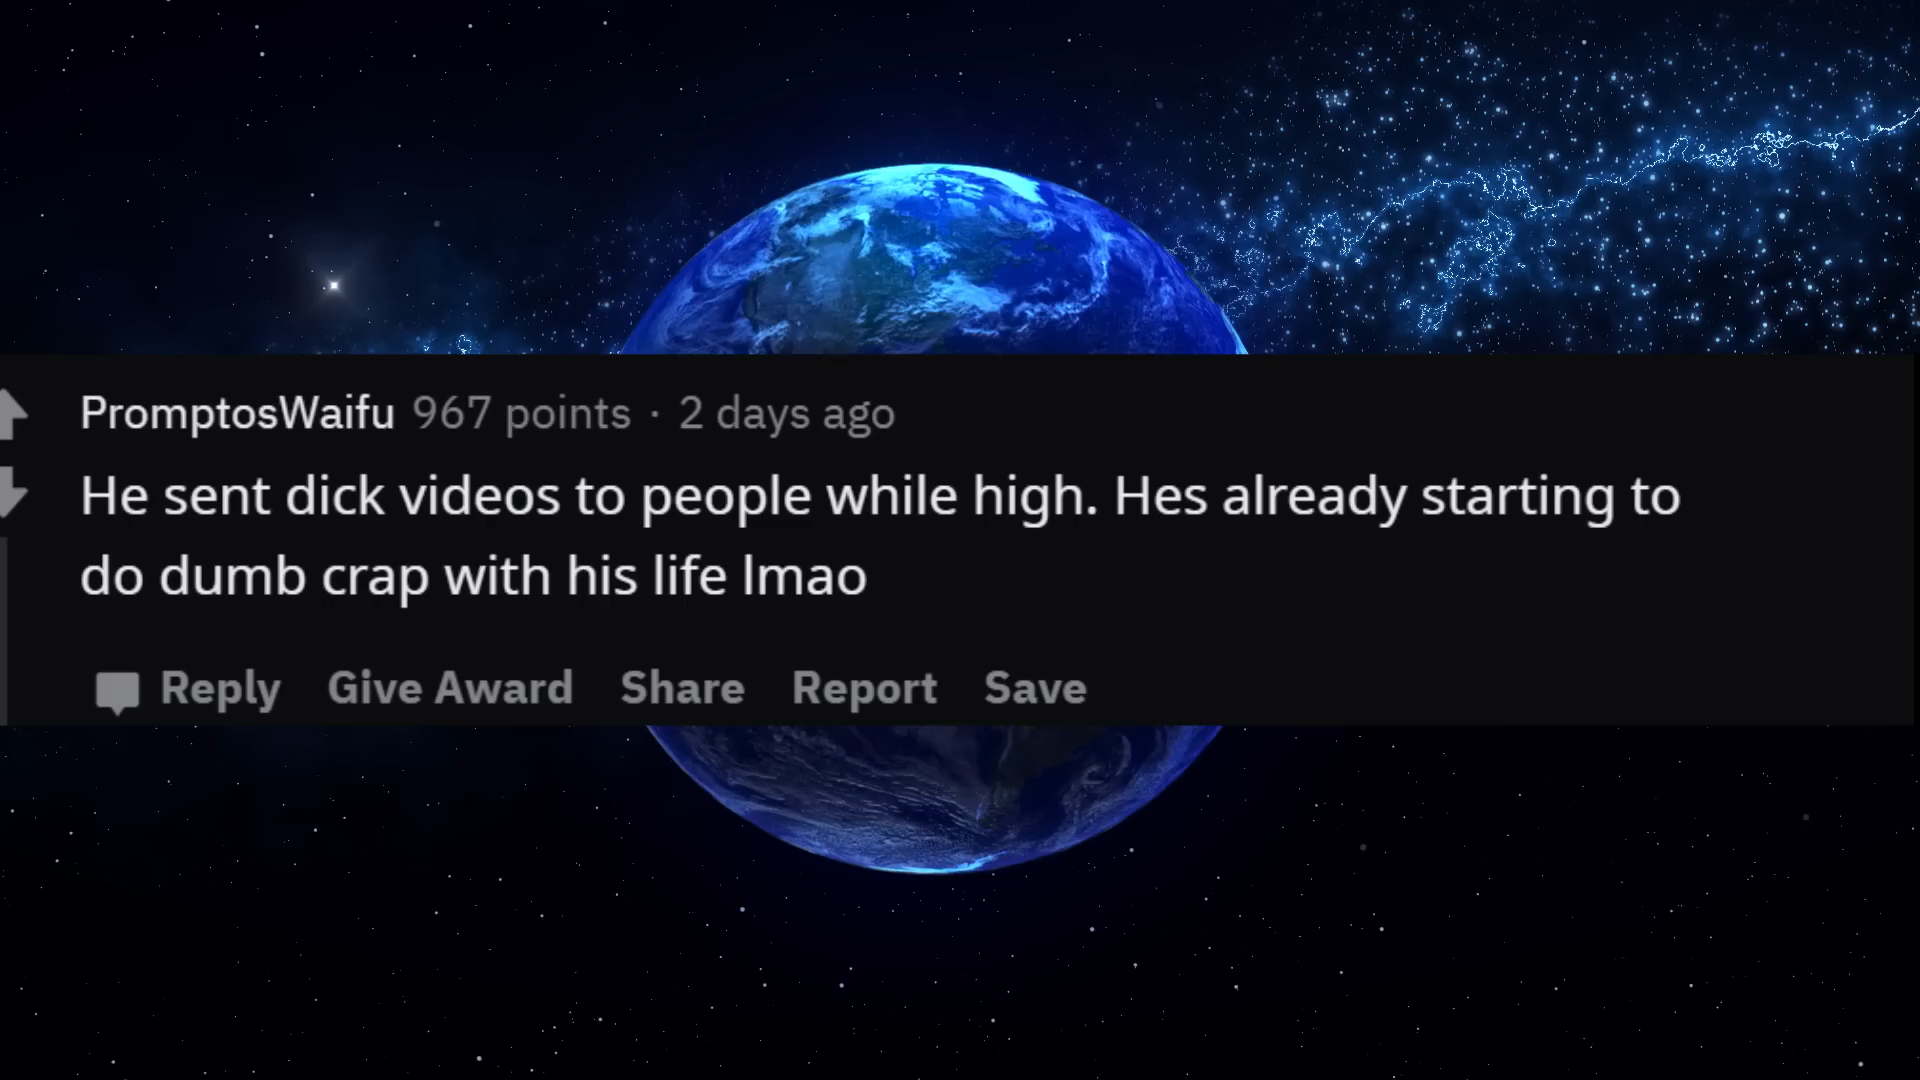 PromptosWaifu 967 points · 2 days ago
He sent dick videos to people while high. Hes already starting to
do dumb crap with his life lmao
Reply Give Award Share Report Save